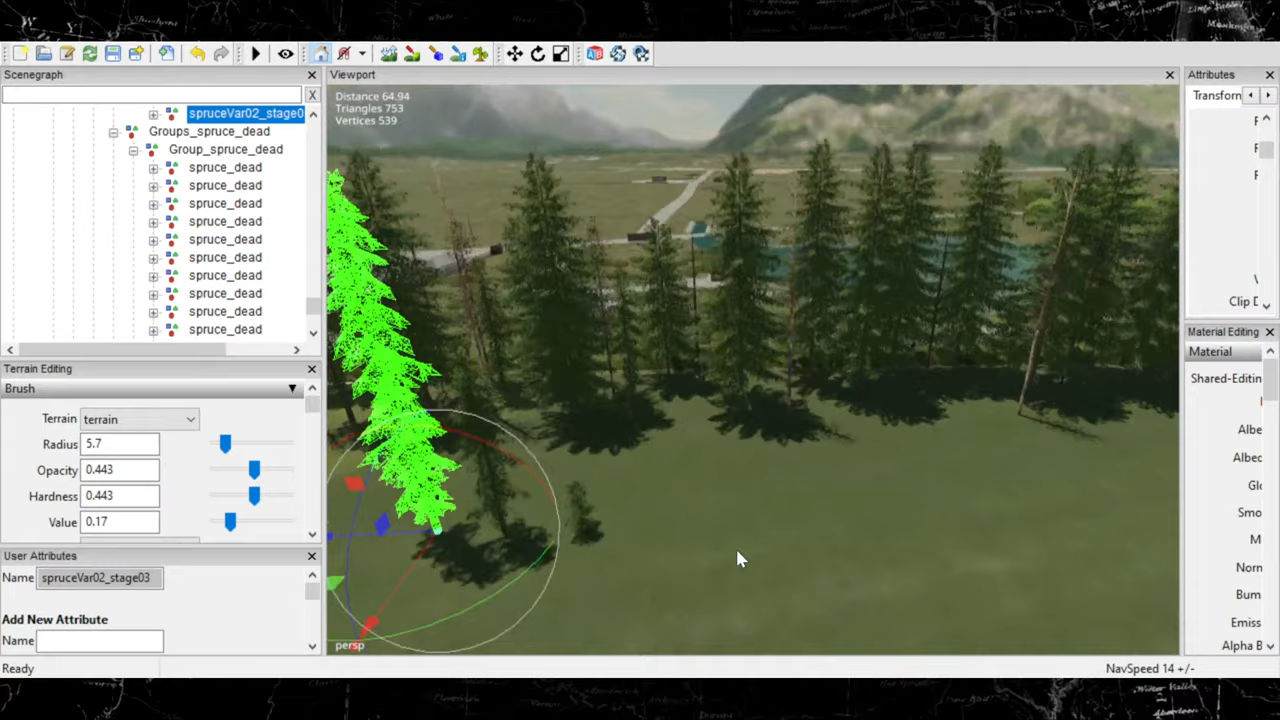 Scenegraph
X
spruceVar02_stage0
Groups_spruce_dead
Group_spruce_dead
spruce_dead
spruce_dead
spruce_dead
spruce_dead
spruce_dead
spruce_dead
spruce_dead
spruce_dead
spruce_dead
spruce_dead
Terrain Editing
Brush
Terrain
terrain
Radius
5.7
Opacity
0.443
Hardness
0.443
Value
0.17
User Attributes
Name
spruceVar02_stage03
Add New Attribute
Name
Ready
Viewport
Distance 64.94
Triangles 753
Vertices 539
persp
Attributes
Transforn
Clip D
Material Editing
Material
Shared-Editin
Albe
Albec
Glo
Smo
M
Norn
Bum
Emiss
Alpha B
NavSpeed 14 +/-